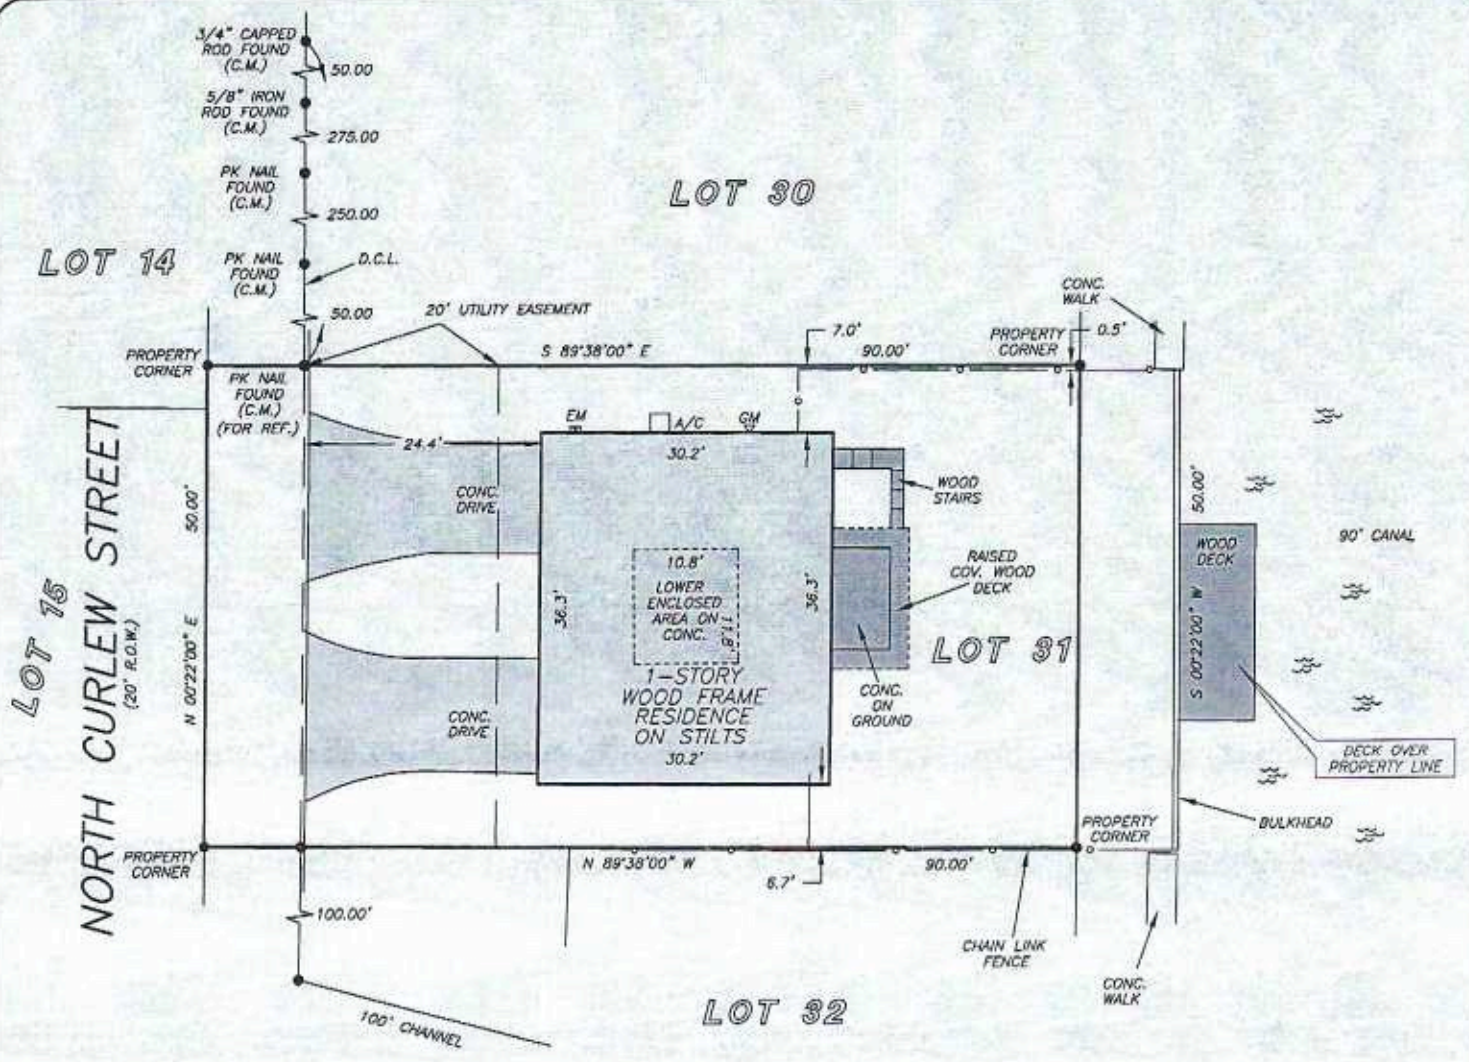 3/4" CAPPED
ROD FOUND
(C.M.)
50.00
5/8" IRON
ROD FOUND
(C.M.)
275.00
PK NAIL
FOUND
(C.M.)
250.00
LOT 30
LOT 14
PK NAIL
FOUND
(C.M.)
D.C.L.
50.00
20' UTILITY EASEMENT
CONC.
WALK
PROPERTY
CORNER
S 89°38'00" E
7.0'
90.00'
PROPERTY
CORNER
0.5'
PK NAIL
FOUND
(C.M.)
(FOR REF.)
EM
A/C
GM
24.4'
30.2'
CONC.
DRIVE
WOOD
STAIRS
50.00'
N 00°22'00" E
NORTH CURLEW STREET
(20' R.O.W.)
LOT 15
36.3'
10.8'
LOWER
ENCLOSED
AREA ON
CONC.
11.8'
36.3'
RAISED
COV. WOOD
DECK
LOT 31
CONC.
ON
GROUND
1-STORY
WOOD FRAME
RESIDENCE
ON STILTS
30.2'
CONC.
DRIVE
50.00'
S 00°22'00" W
WOOD
DECK
90' CANAL
DECK OVER
PROPERTY LINE
BULKHEAD
PROPERTY
CORNER
PROPERTY
CORNER
N 89°38'00" W
6.7'
90.00'
100.00'
CHAIN LINK
FENCE
CONC.
WALK
LOT 32
100' CHANNEL